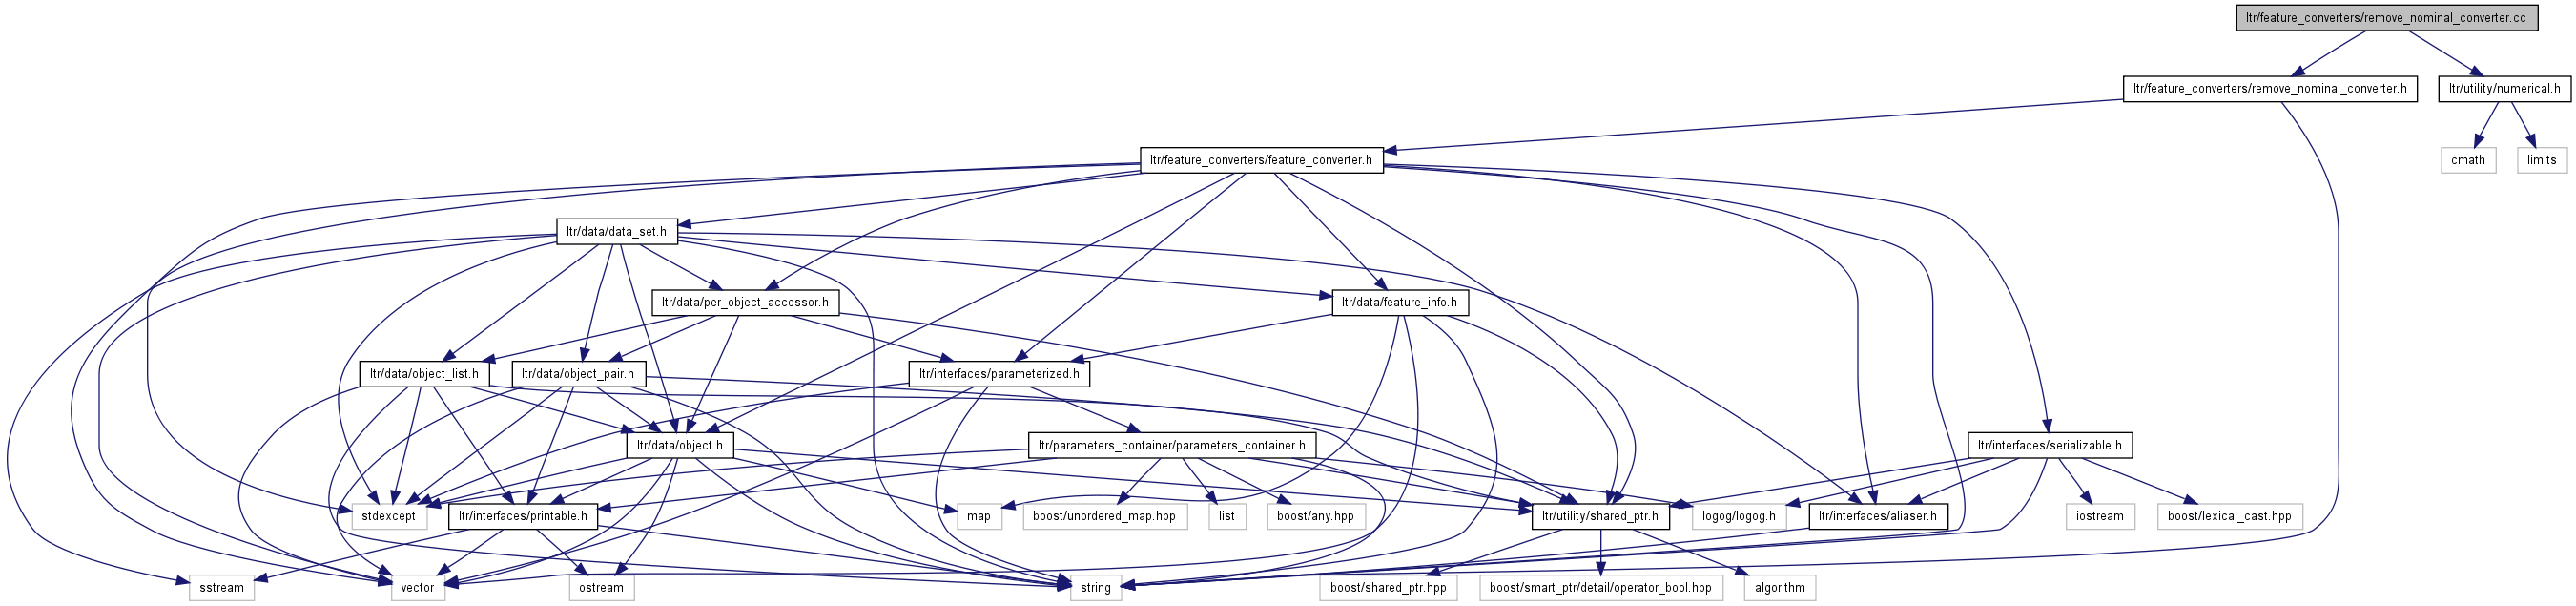 ltr/feature_converters/remove_nominal_converter.cc
ltr/feature_converters/remove_nominal_converter.h
ltr/utility/numerical.h
ltr/feature_converters/feature_converter.h
cmath
limits
ltr/data/data_set.h
ltr/data/per_object_accessor.h
ltr/data/feature_info.h
ltr/data/object_list.h
ltr/data/object_pair.h
ltr/interfaces/parameterized.h
ltr/data/object.h
ltr/parameters_container/parameters_container.h
ltr/interfaces/serializable.h
stdexcept
ltr/interfaces/printable.h
map
boost/unordered_map.hpp
list
boost/any.hpp
ltr/utility/shared_ptr.h
logog/logog.h
ltr/interfaces/aliaser.h
iostream
boost/lexical_cast.hpp
sstream
vector
ostream
string
boost/shared_ptr.hpp
boost/smart_ptr/detail/operator_bool.hpp
algorithm